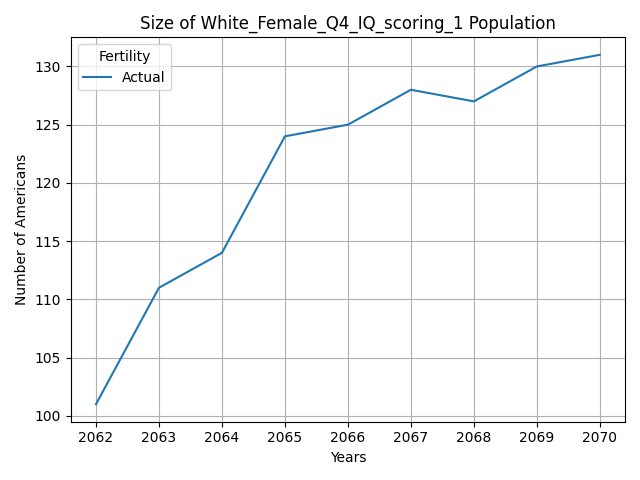 Size of White_Female_Q4_IQ_scoring_1 Population
Fertility
Actual
Number of Americans
130
125
120
115
110
105
100
2062 2063 2064 2065 2066 2067 2068 2069 2070
Years